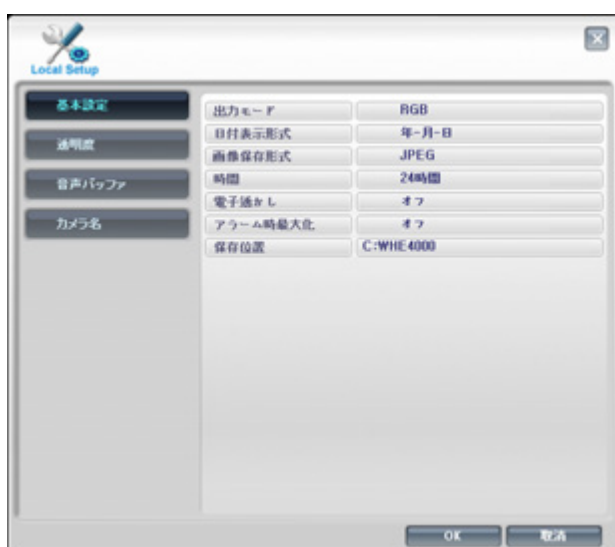 Local Setup
基本設定
透明度
音声バッファ
カメラ名
出力モード RGB
日付表示形式 年-月-日
画像保存形式 JPEG
時間 24時間
電子透かし オフ
アラーム時最大化 オフ
保存位置 C:WHE4000
OK 取消